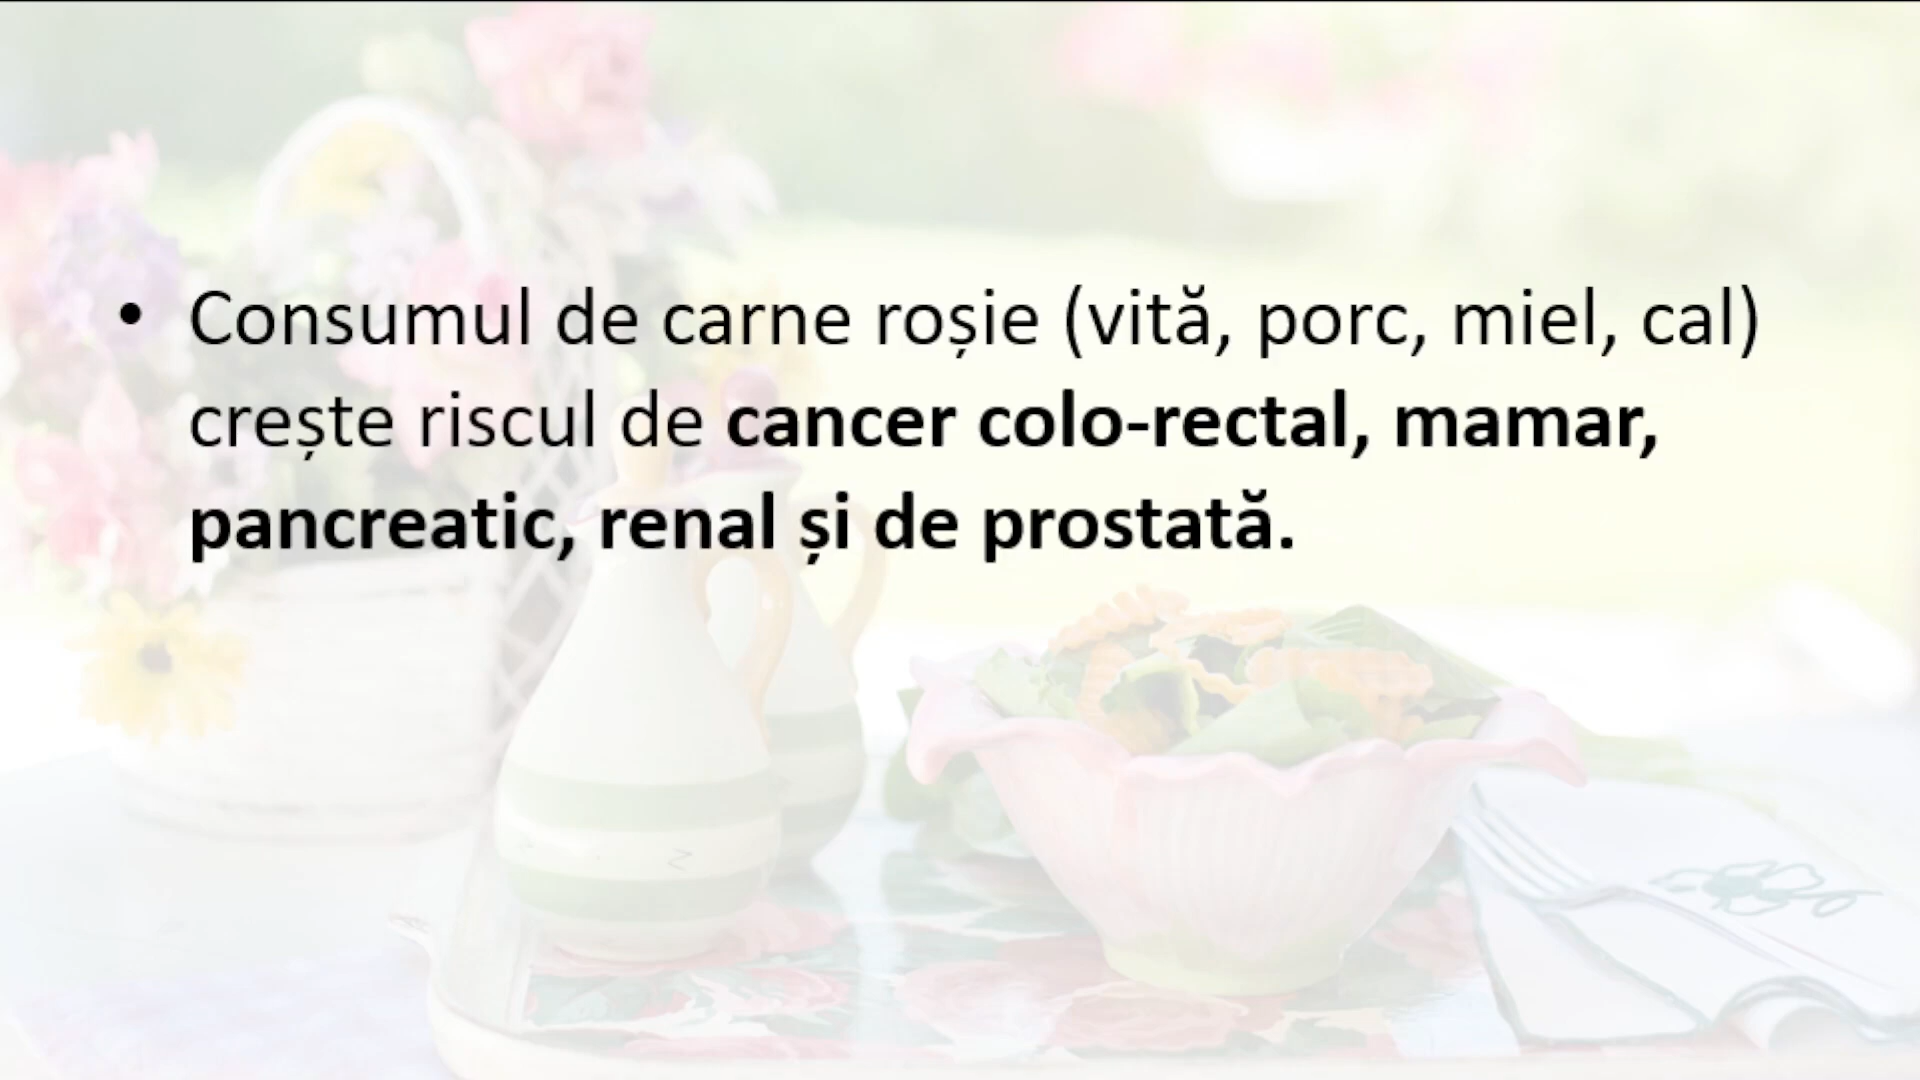 • Consumul de carne roșie (vită, porc, miel, cal)
crește riscul de cancer colo-rectal, mamar,
pancreatic, renal și de prostată.